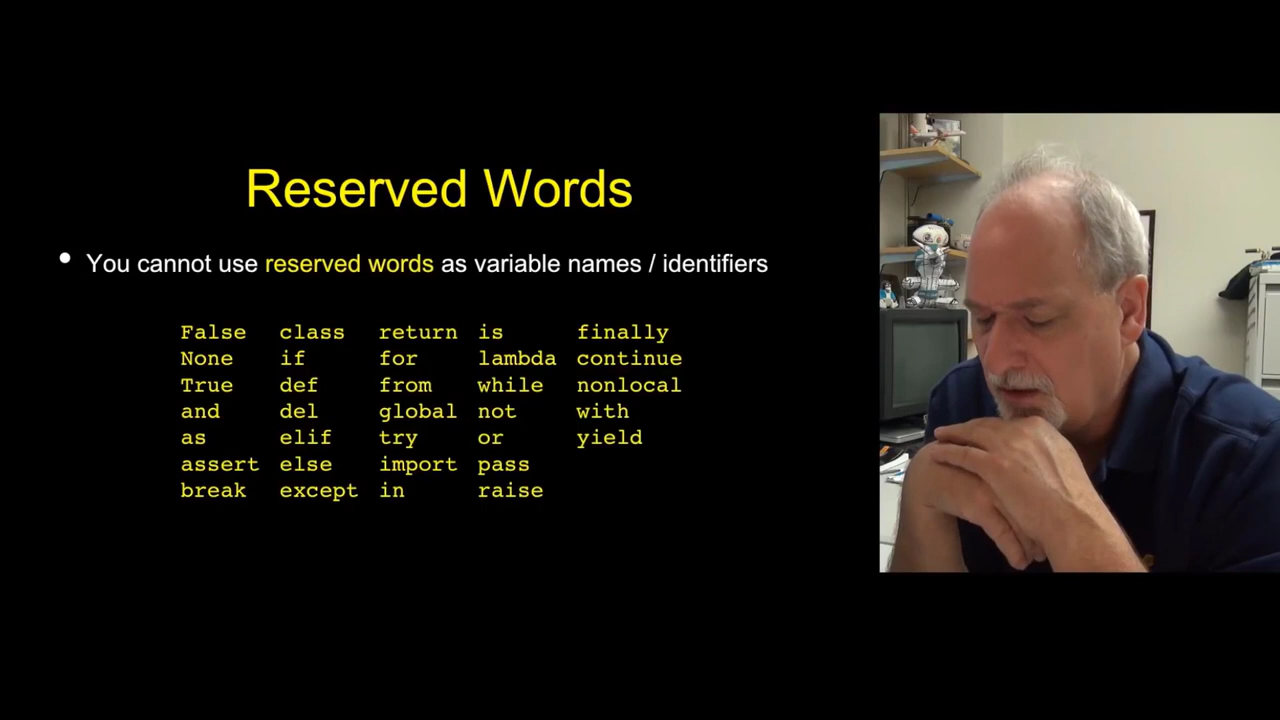 Reserved Words
• You cannot use reserved words as variable names / identifiers
False class return is finally
None if for lambda continue
True def from while nonlocal
and del global not with
as elif try or yield
assert else import pass
break except in raise